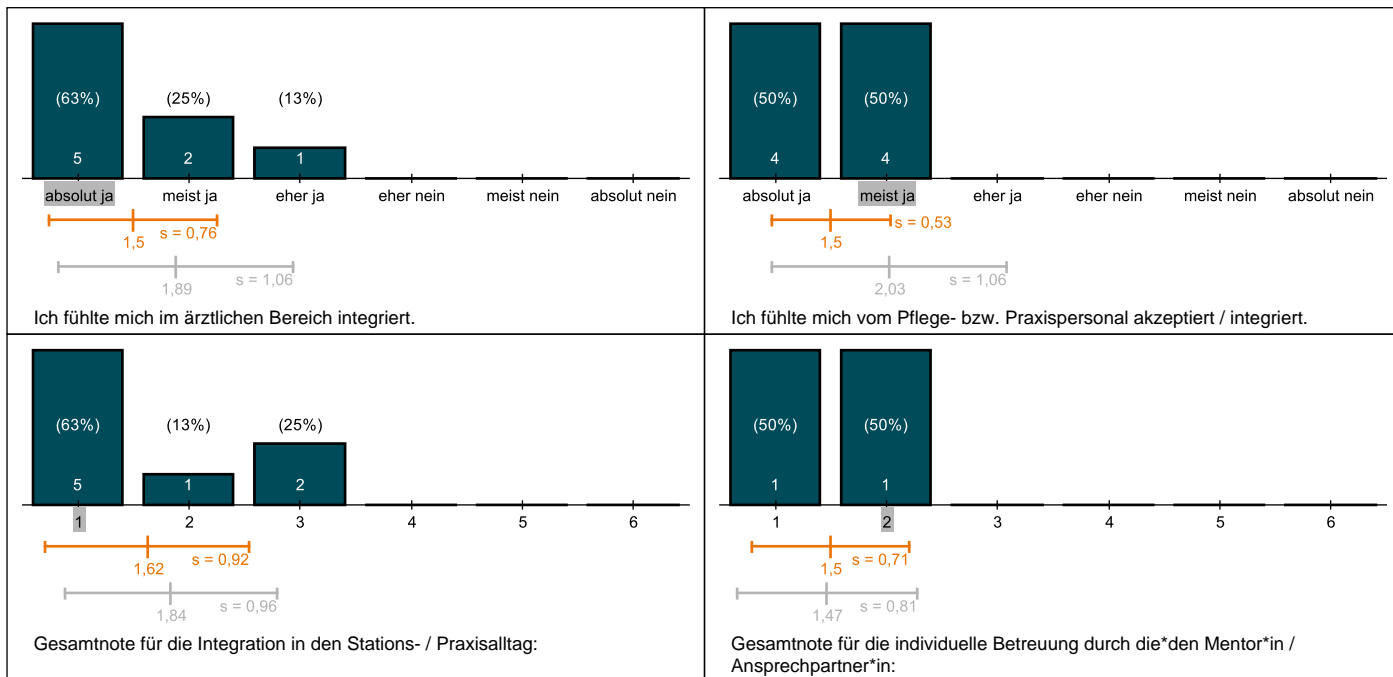 (63%) (25%) (13%)
5 2 1
absolut ja meist ja eher ja eher nein meist nein absolut nein
s = 0,76
1,5
s = 1,06
1,89
Ich fühlte mich im ärztlichen Bereich integriert.
(50%) (50%)
4 4
absolut ja meist ja eher ja eher nein meist nein absolut nein
s = 0,53
1,5
s = 1,06
2,03
Ich fühlte mich vom Pflege- bzw. Praxispersonal akzeptiert / integriert.
(63%) (13%) (25%)
5 1 2
1 2 3 4 5 6
s = 0,92
1,62
s = 0,96
1,84
Gesamtnote für die Integration in den Stations- / Praxisalltag:
(50%) (50%)
1 1
1 2 3 4 5 6
s = 0,71
1,5
s = 0,81
1,47
Gesamtnote für die individuelle Betreuung durch die*den Mentor*in /
Ansprechpartner*in: